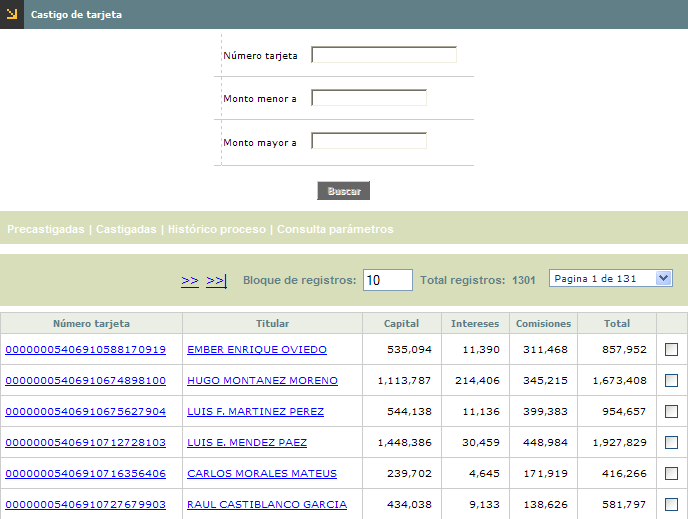 Castigo de tarjeta
Número tarjeta
Monto menor a
Monto mayor a
Buscar
Precastigadas | Castigadas | Histórico proceso | Consulta parámetros
>> >>| Bloque de registros: 10 Total registros: 1301 Pagina 1 de 131
Número tarjeta Titular Capital Intereses Comisiones Total
00000005406910588170919 EMBER ENRIQUE OVIEDO 535,094 11,390 311,468 857,952
00000005406910674898100 HUGO MONTANEZ MORENO 1,113,787 214,406 345,215 1,673,408
00000005406910675627904 LUIS F. MARTINEZ PEREZ 544,138 11,136 399,383 954,657
00000005406910712728103 LUIS E. MENDEZ PAEZ 1,448,386 30,459 448,984 1,927,829
00000005406910716356406 CARLOS MORALES MATEUS 239,702 4,645 171,919 416,266
00000005406910727679903 RAUL CASTIBLANCO GARCIA 434,038 9,133 138,626 581,797